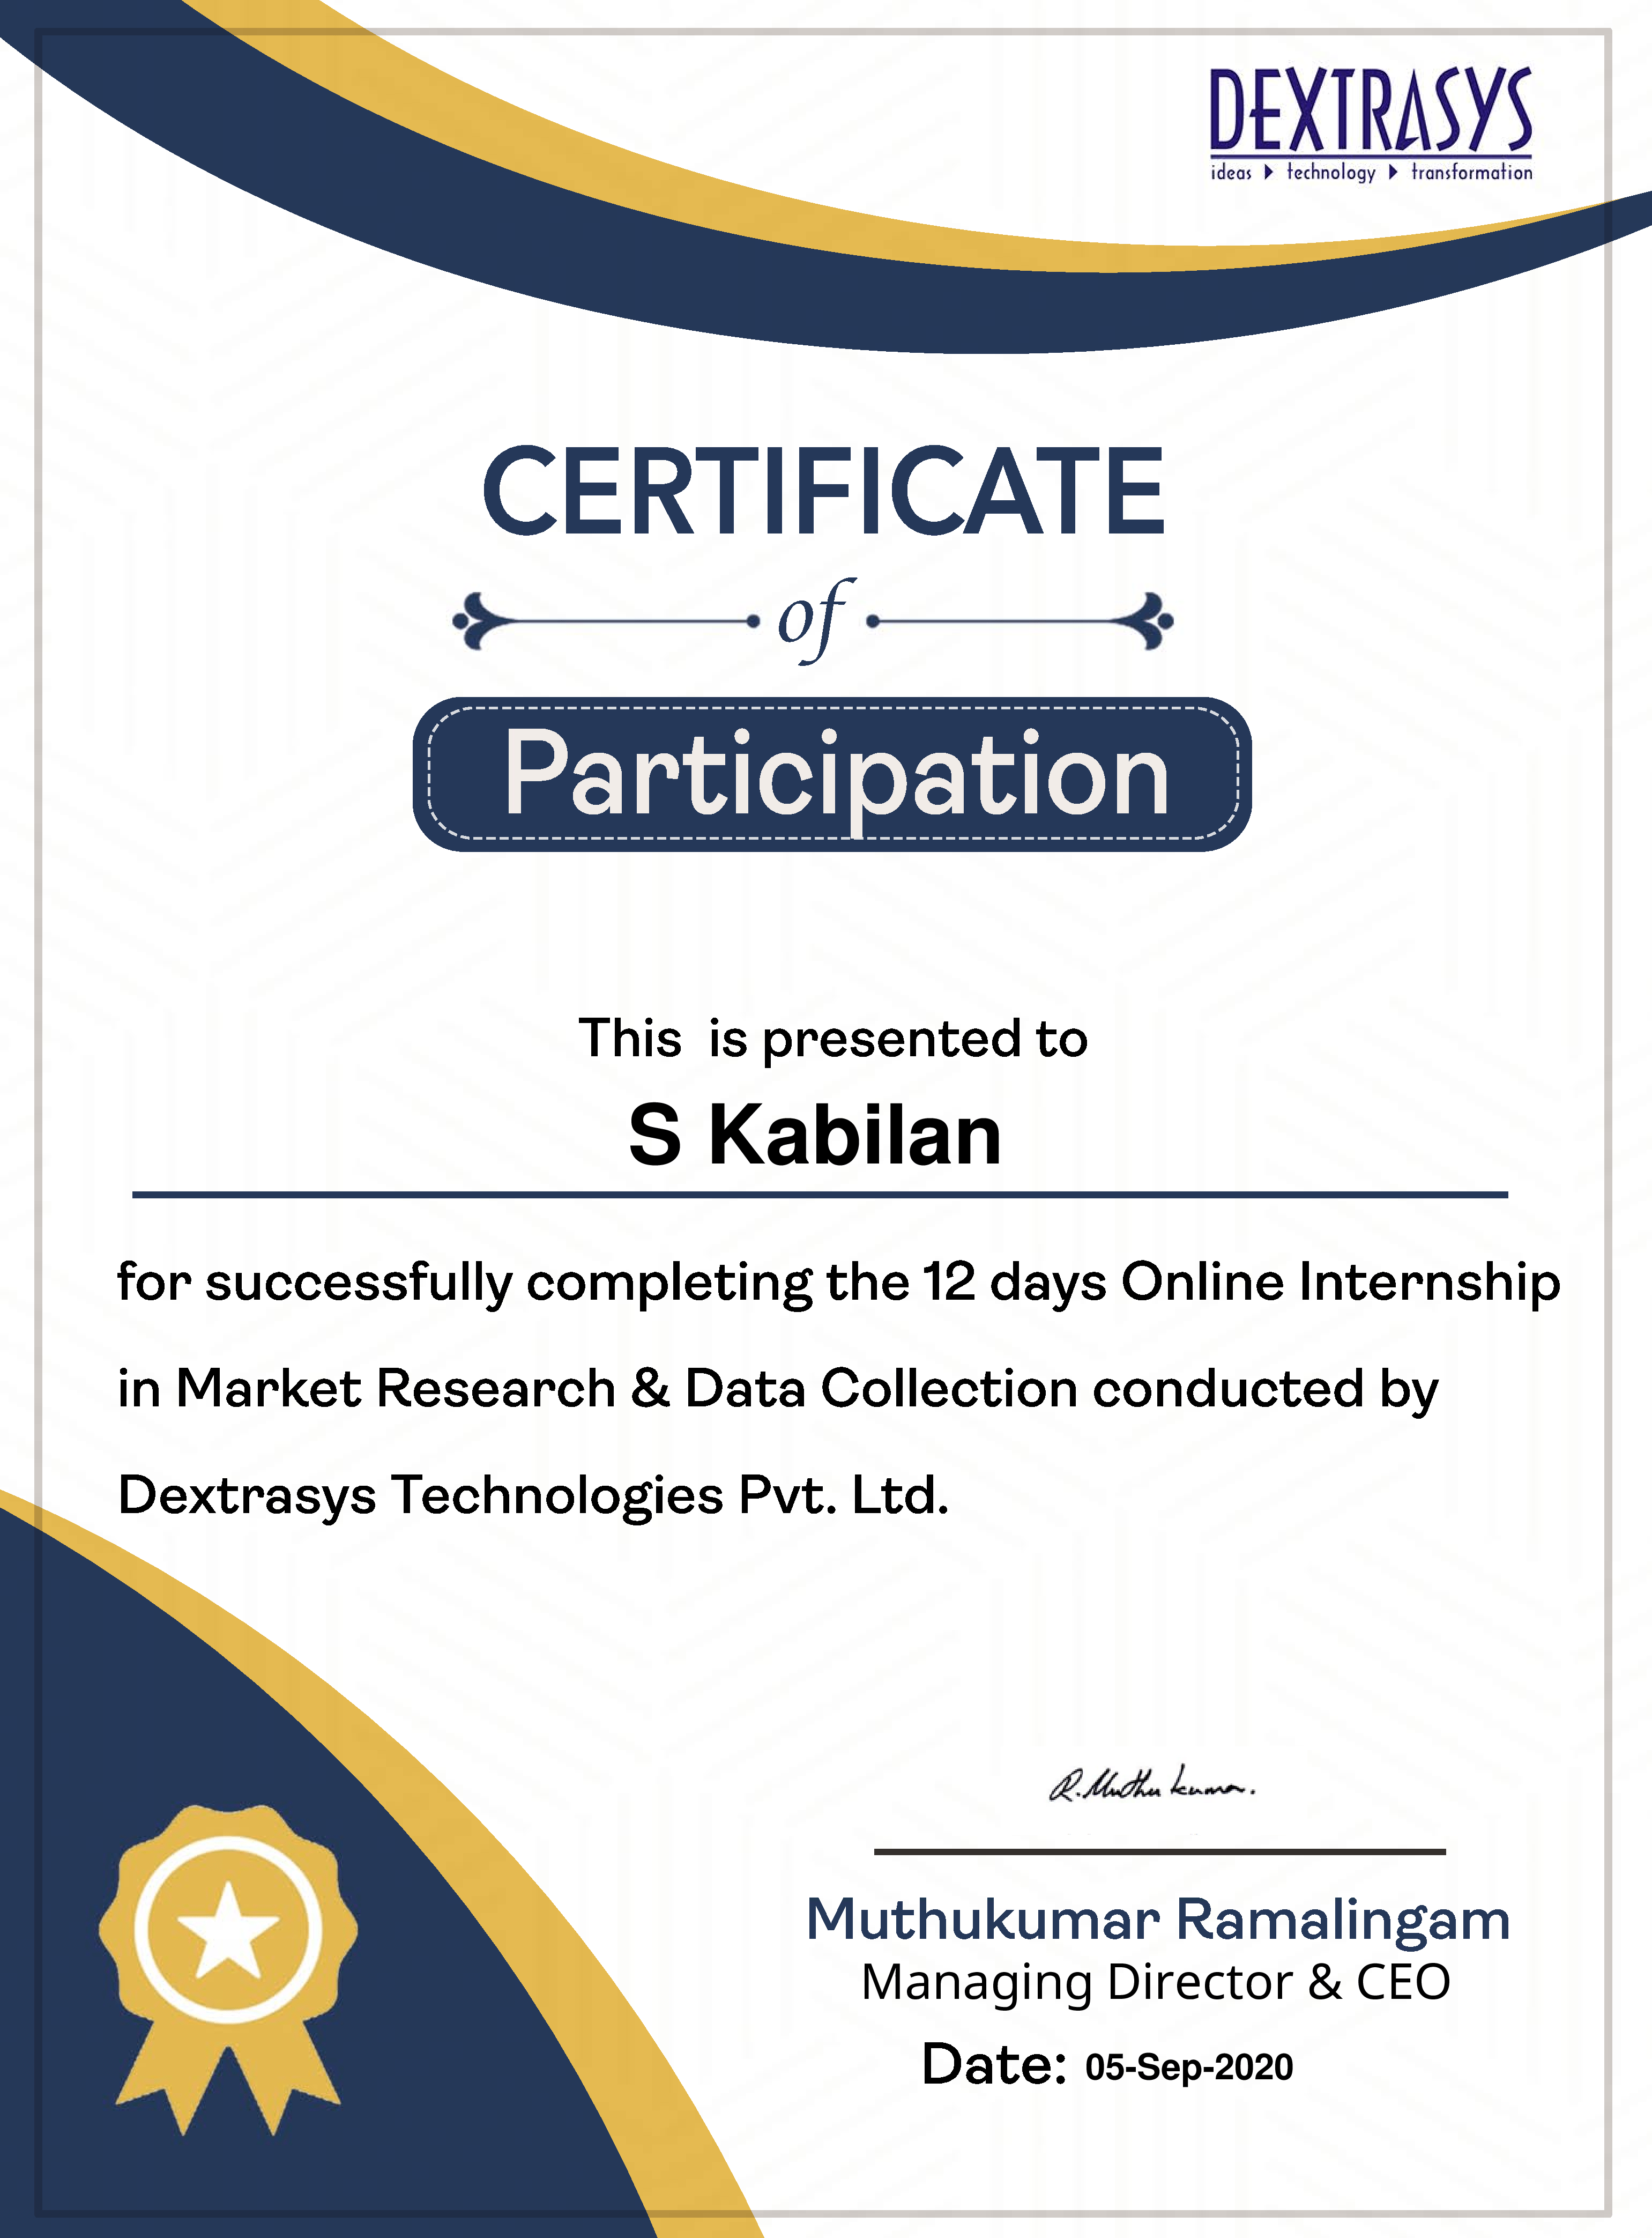 DEXTRASYS
ideas ▶ technology ▶ transformation
CERTIFICATE
of
Participation
This is presented to
S Kabilan
for successfully completing the 12 days Online Internship
in Market Research & Data Collection conducted by
Dextrasys Technologies Pvt. Ltd.
R. Muthukumar.
Muthukumar Ramalingam
Managing Director & CEO
Date: 05-Sep-2020